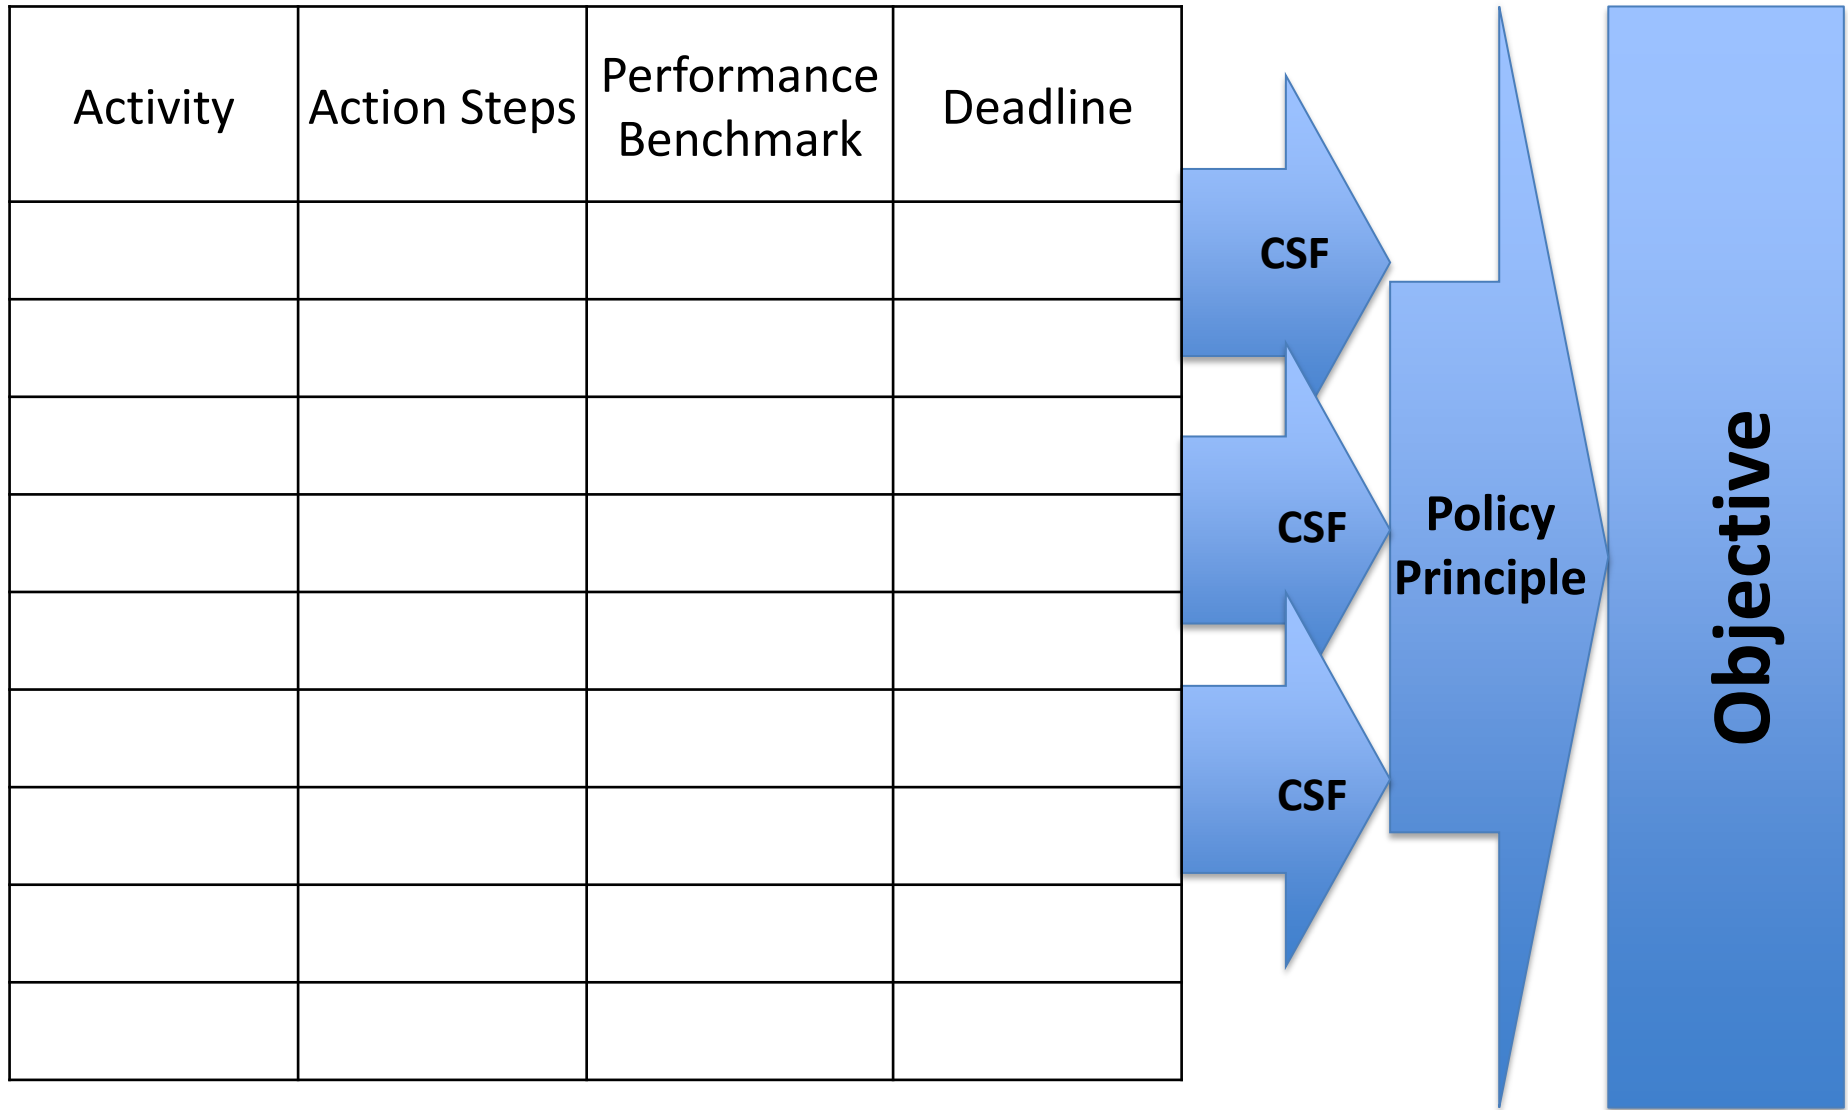 Activity
Action Steps
Performance
Benchmark
Deadline
CSF
CSF
CSF
Policy
Principle
Objective